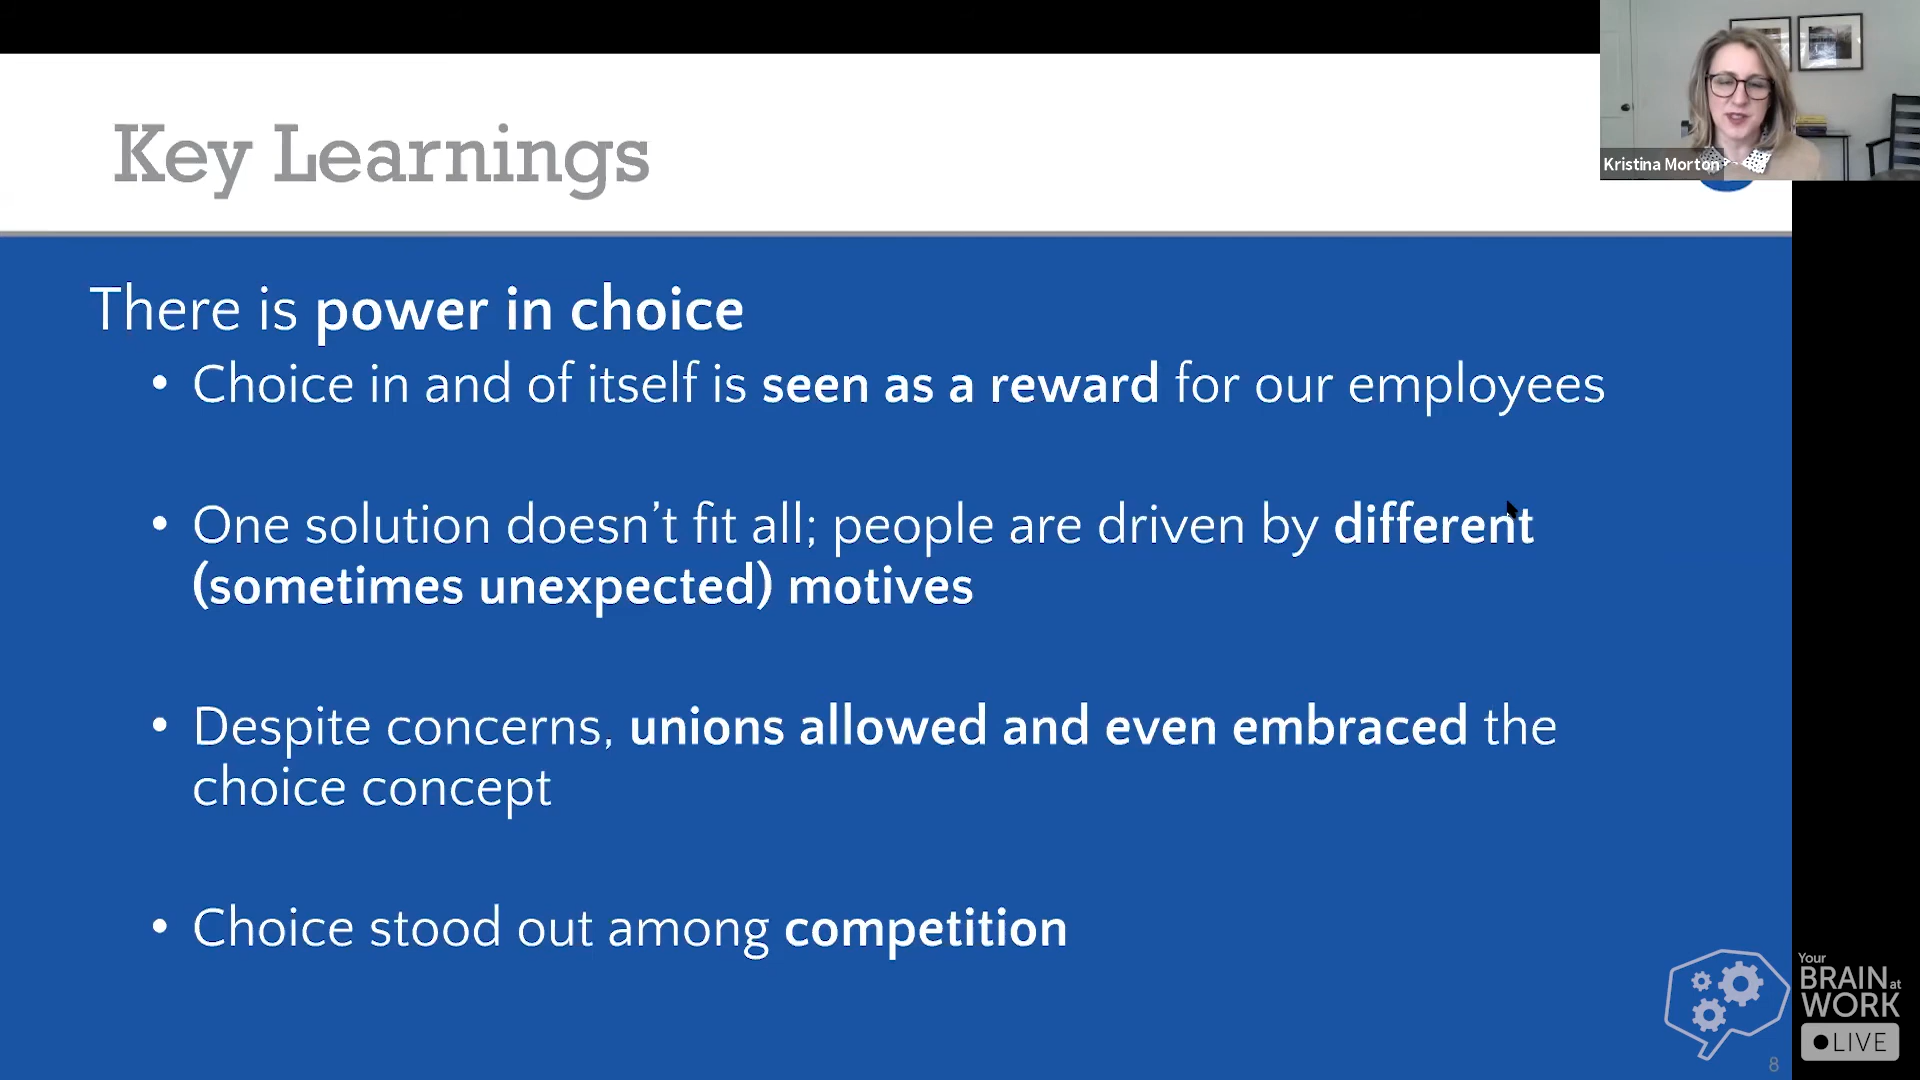 Key Learnings
Kristina Morton
There is power in choice
• Choice in and of itself is seen as a reward for our employees
• One solution doesn’t fit all; people are driven by different
(sometimes unexpected) motives
• Despite concerns, unions allowed and even embraced the
choice concept
• Choice stood out among competition
Your
BRAIN at
WORK
LIVE
8